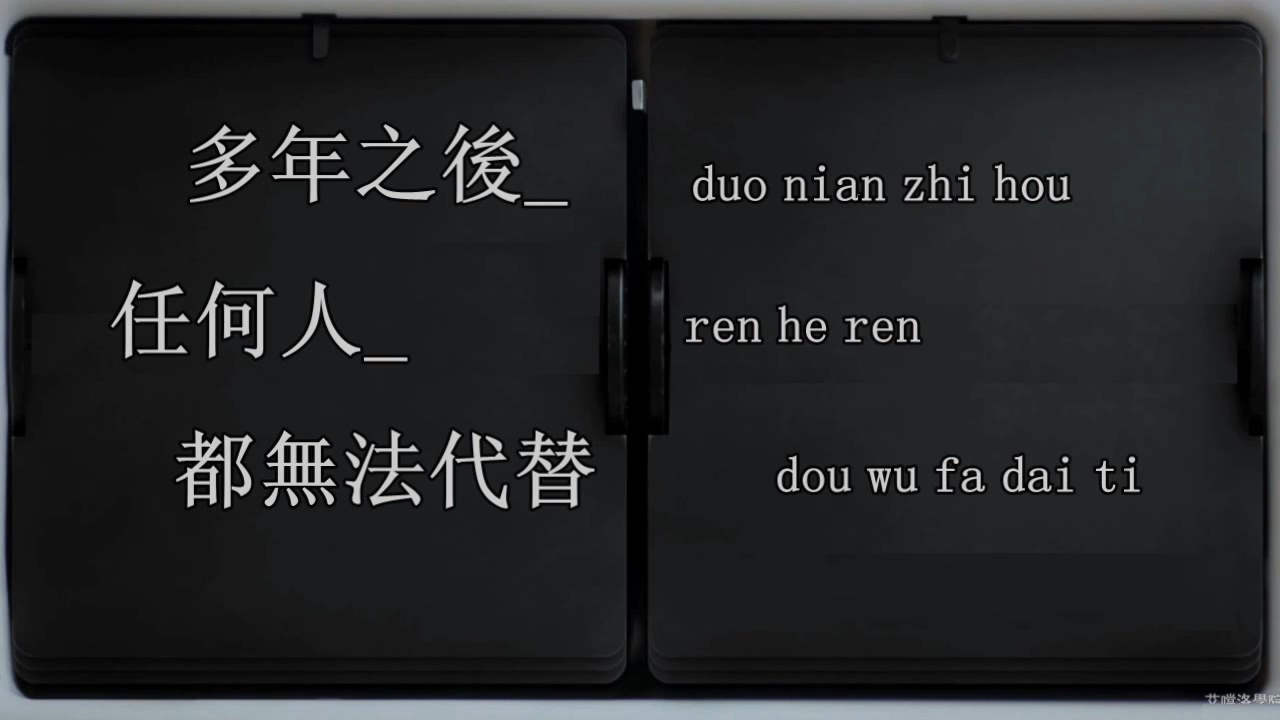 多年之後_
任何人_
都無法代替
duo nian zhi hou
ren he ren
dou wu fa dai ti